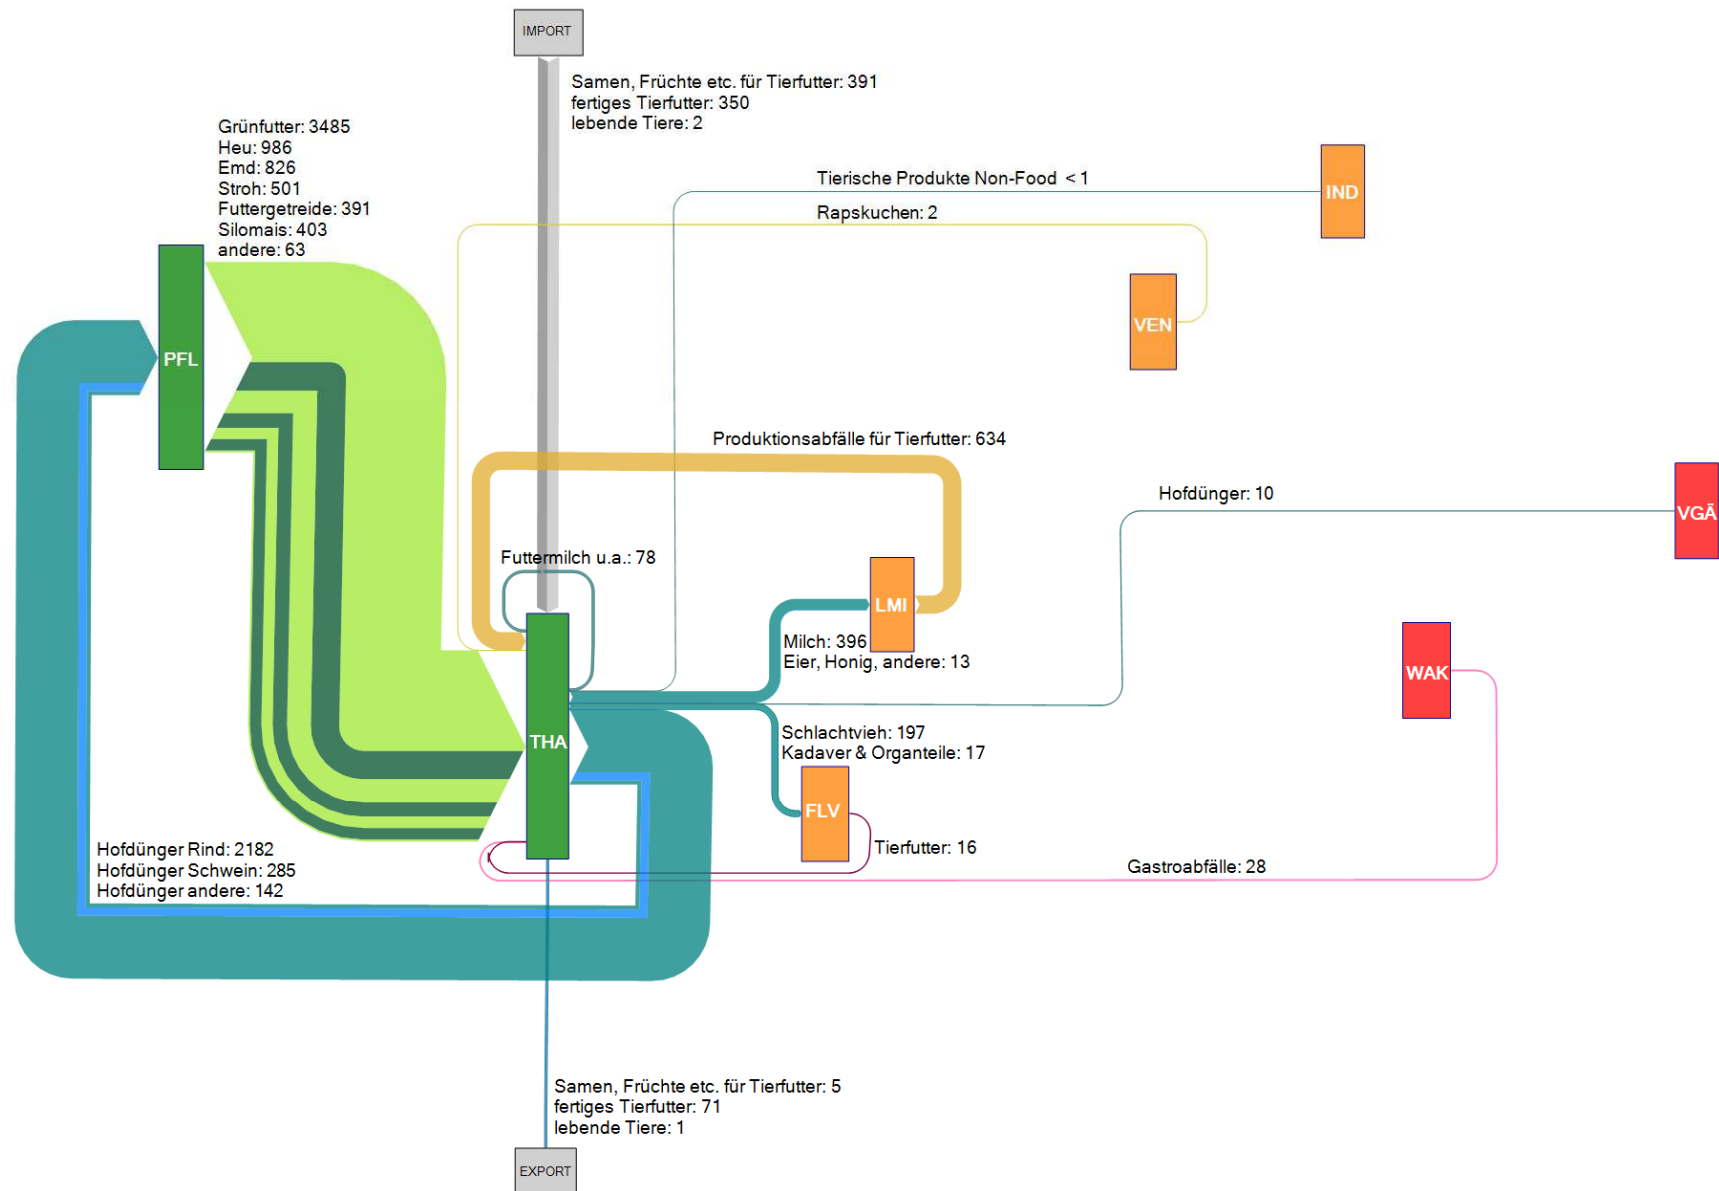 IMPORT
Samen, Früchte etc. für Tierfutter: 391
fertiges Tierfutter: 350
lebende Tiere: 2
Grünfutter: 3485
Heu: 986
Emd: 826
Stroh: 501
Futtergetreide: 391
Silomais: 403
andere: 63
Tierische Produkte Non-Food < 1
IND
Rapskuchen: 2
VEN
PFL
Produktionsabfälle für Tierfutter: 634
Hofdünger: 10
VGÄ
Futtermilch u.a.: 78
LMI
Milch: 396
Eier, Honig, andere: 13
WAK
THA
Schlachtvieh: 197
Kadaver & Organteile: 17
FLV
Tierfutter: 16
Gastroabfälle: 28
Hofdünger Rind: 2182
Hofdünger Schwein: 285
Hofdünger andere: 142
Samen, Früchte etc. für Tierfutter: 5
fertiges Tierfutter: 71
lebende Tiere: 1
EXPORT